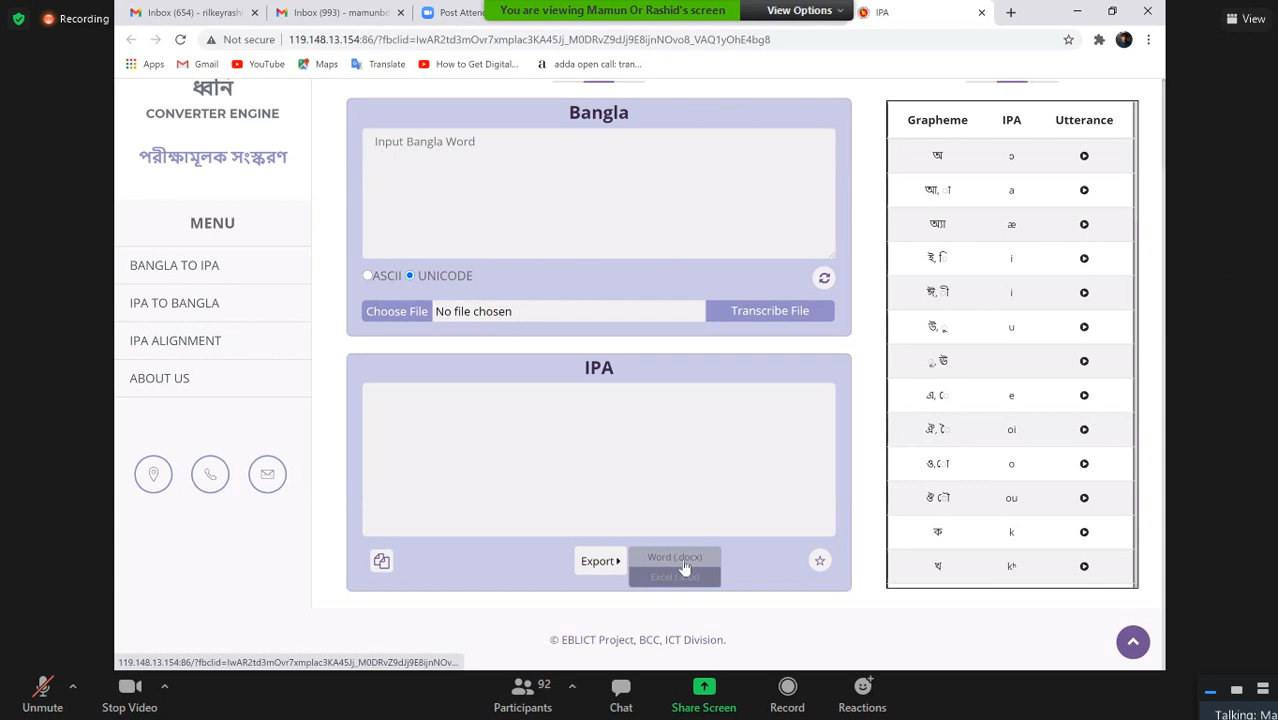 Recording
Inbox (654) - rilkeyrashi
Inbox (993) - mamunbd
Post Attend
You are viewing Mamun Or Rashid's screen
View Options
IPA
View
Not secure
119.148.13.154:86/?fbclid=IwAR2td3mOvr7xmplac3KA45Jj_M0DRvZ9dJj9E8ijnNOvo8_VAQ1yOhE4bg8
Apps
Gmail
YouTube
Maps
Translate
How to Get Digital...
adda open call: tran...
ধ্বনি
CONVERTER ENGINE
পরীক্ষামূলক সংস্করণ
MENU
BANGLA TO IPA
IPA TO BANGLA
IPA ALIGNMENT
ABOUT US
Bangla
Input Bangla Word
ASCII UNICODE
Choose File No file chosen
Transcribe File
IPA
Export
Word (.docx)
Excel (.xlsx)
Grapheme IPA Utterance
অ ɔ
আ, া a
অ্যা æ
ই, ি i
ঈ, ী i
উ, ু u
ূ, ঊ
এ, ে e
ঐ, ৈ oi
ও, ো o
ঔ ৌ ou
ক k
খ kʰ
© EBLICT Project, BCC, ICT Division.
119.148.13.154:86/?fbclid=IwAR2td3mOvr7xmplac3KA45Jj_M0DRvZ9dJj9E8ijnNOv...
Unmute
Stop Video
92
Participants
Chat
Share Screen
Record
Reactions
Talking: Ma